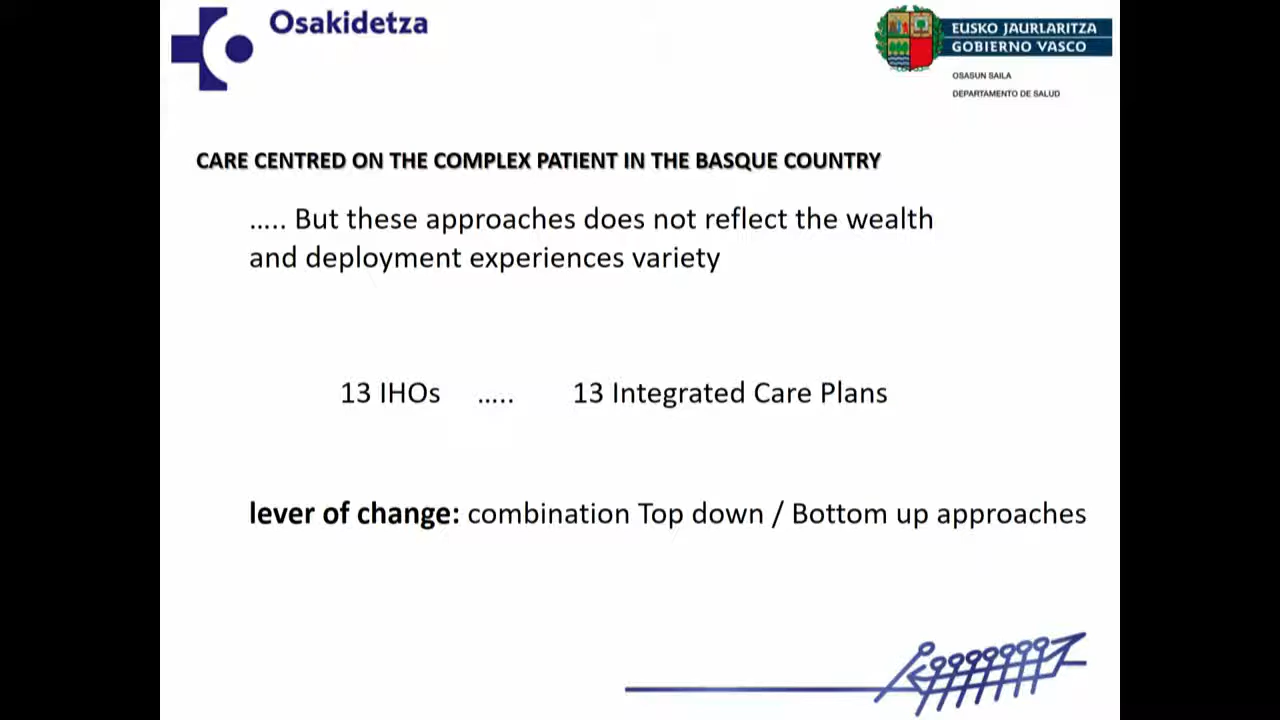 Osakidetza
EUSKO JAURLARITZA
GOBIERNO VASCO
OSASUN SAILA
DEPARTAMENTO DE SALUD
CARE CENTRED ON THE COMPLEX PATIENT IN THE BASQUE COUNTRY
..... But these approaches does not reflect the wealth
and deployment experiences variety
13 IHOs ..... 13 Integrated Care Plans
lever of change: combination Top down / Bottom up approaches